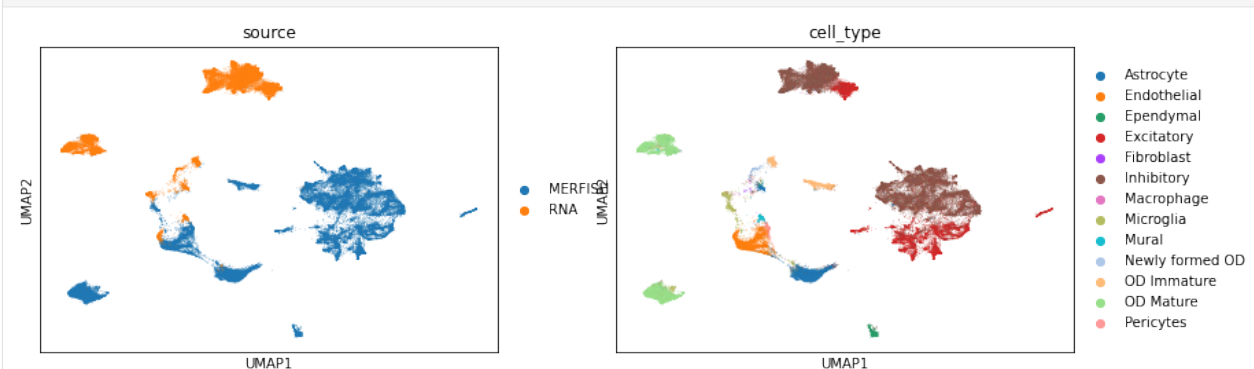 source
cell_type
UMAP2
UMAP1
MERFISH
RNA
UMAP2
UMAP1
Astrocyte
Endothelial
Ependymal
Excitatory
Fibroblast
Inhibitory
Macrophage
Microglia
Mural
Newly formed OD
OD Immature
OD Mature
Pericytes